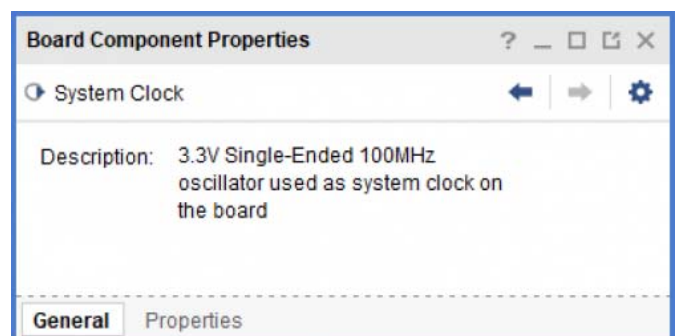 Board Component Properties
System Clock
Description: 3.3V Single-Ended 100MHz
oscillator used as system clock on
the board
General Properties